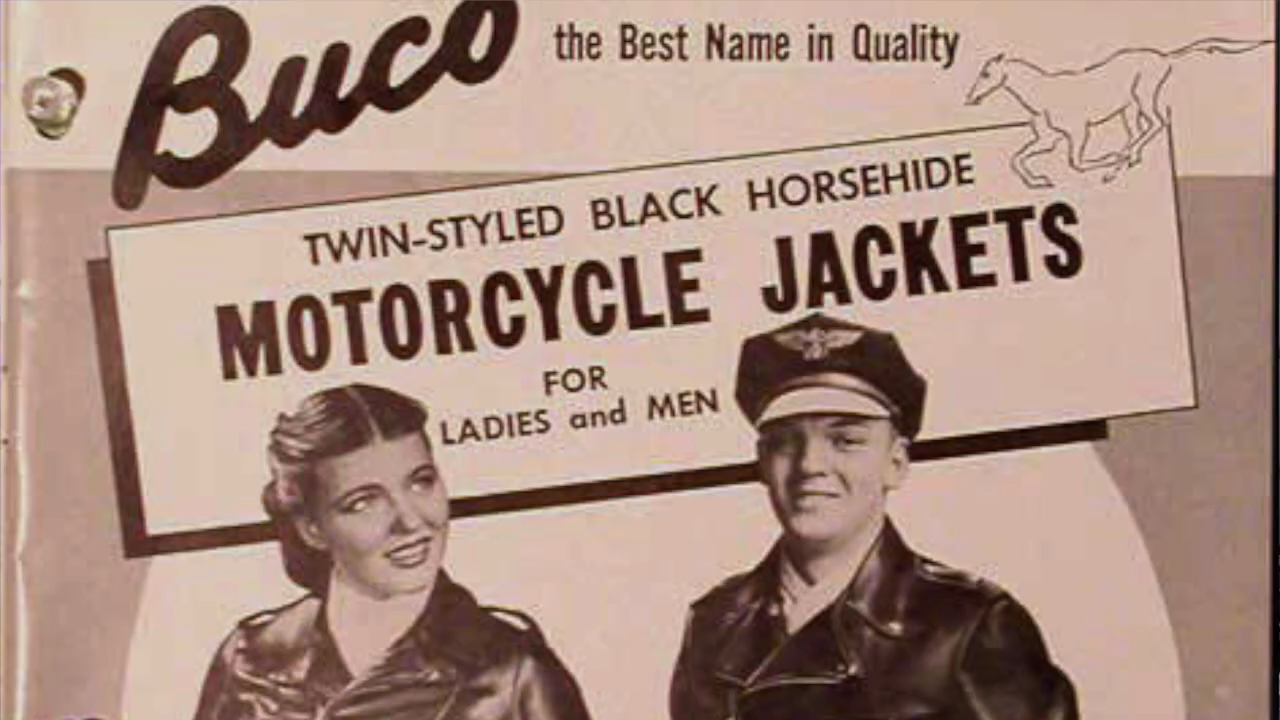 Buco
the Best Name in Quality
TWIN-STYLED BLACK HORSEHIDE
MOTORCYCLE JACKETS
FOR
LADIES and MEN